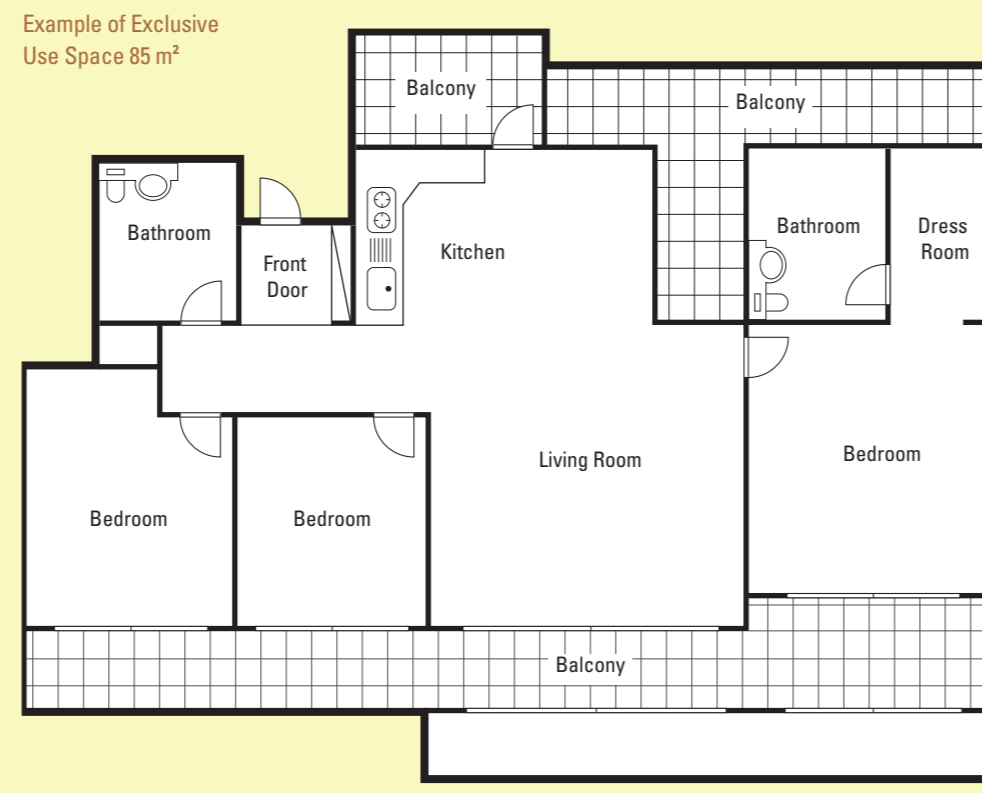 Example of Exclusive
Use Space 85 m²
Balcony
Balcony
Bathroom
Front
Door
Kitchen
Bathroom
Dress
Room
Living Room
Bedroom
Bedroom
Bedroom
Balcony